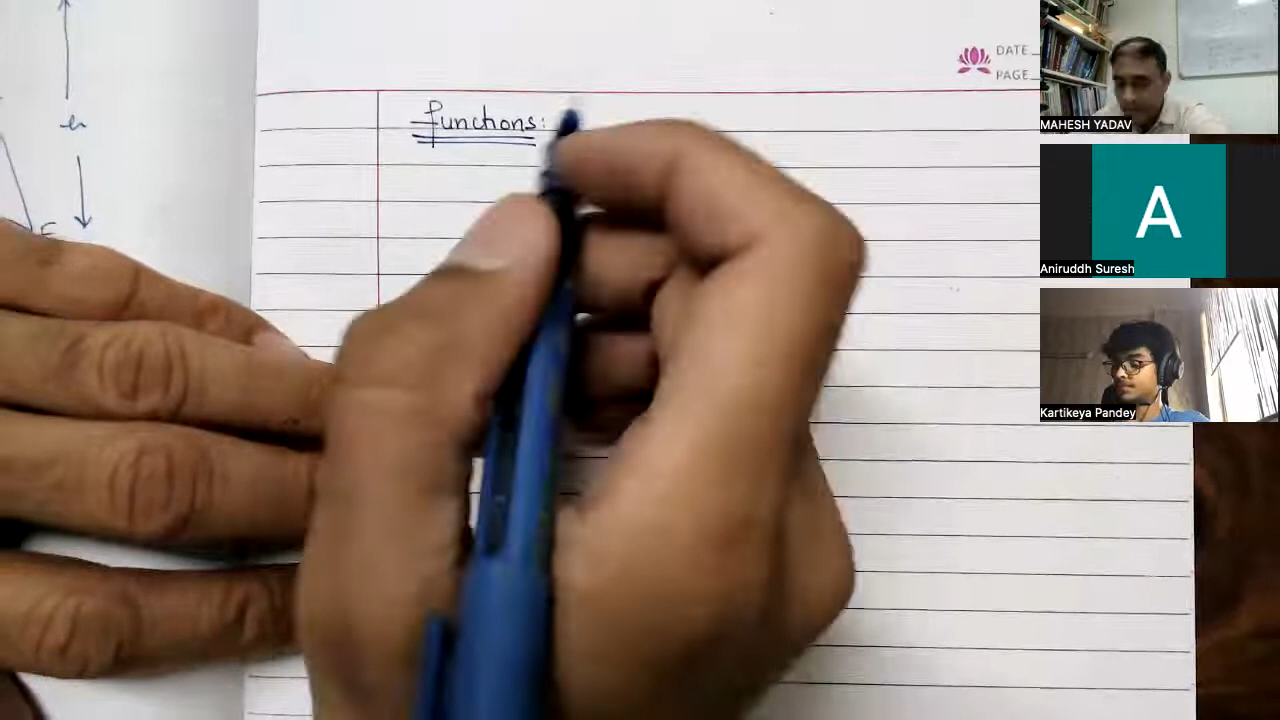 DATE
PAGE
Functions:
h
E
MAHESH YADAV
A
Aniruddh Suresh
Kartikeya Pandey